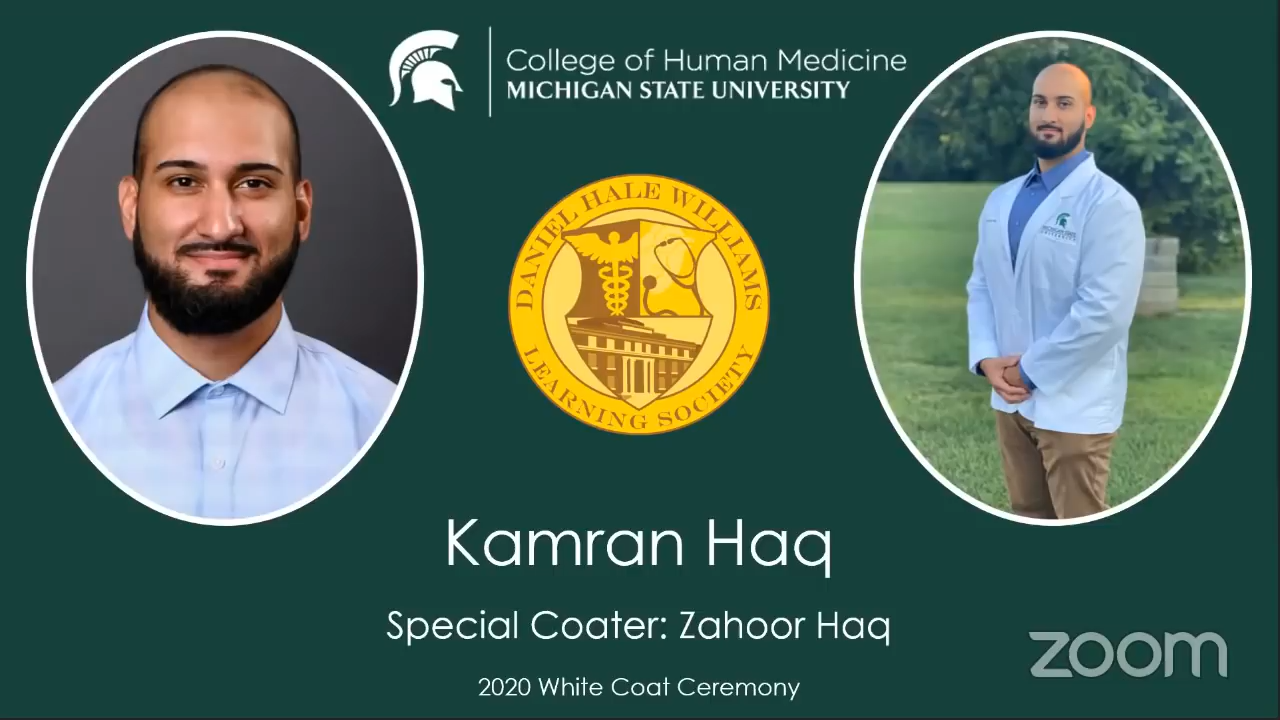 College of Human Medicine
MICHIGAN STATE UNIVERSITY
DANIEL HALE WILLIAMS
LEARNING SOCIETY
Kamran Haq
Special Coater: Zahoor Haq
2020 White Coat Ceremony
zoom